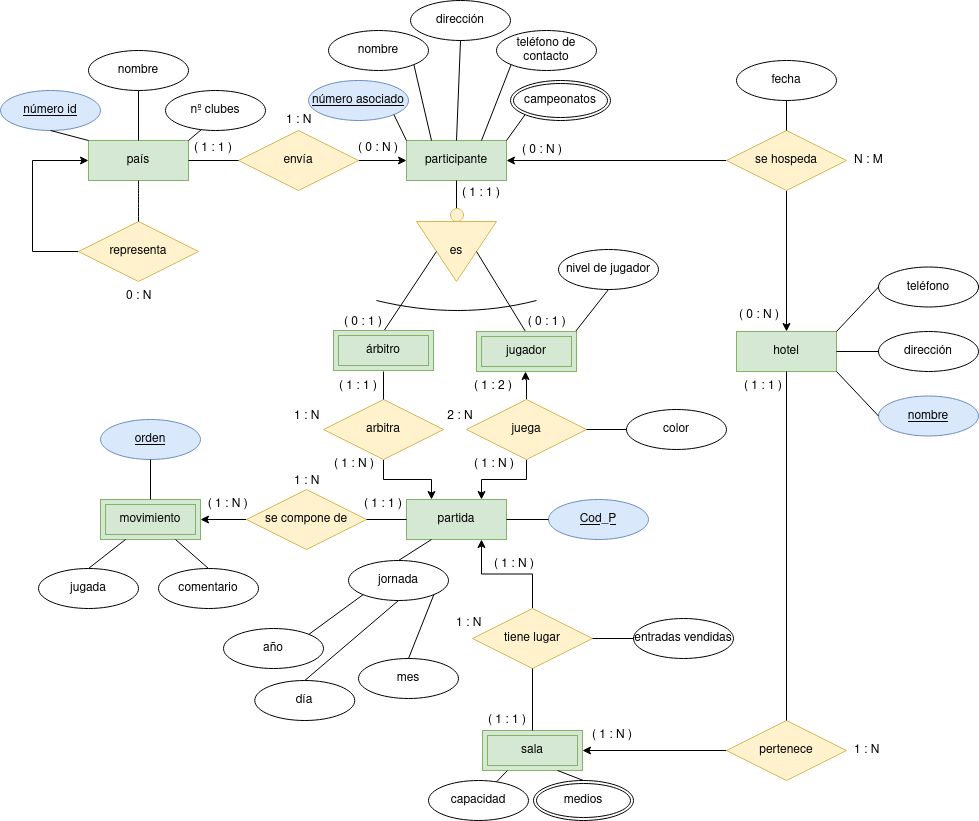 dirección
nombre
teléfono de
contacto
nombre
fecha
número id
nº clubes
número asociado
campeonatos
1 : N
( 1 : 1 )
( 0 : N )
( 0 : N )
país
envía
participante
se hospeda
N : M
( 1 : 1 )
representa
es
nivel de jugador
teléfono
0 : N
( 0 : N )
( 0 : 1 )
( 0 : 1 )
árbitro
jugador
hotel
dirección
( 1 : 1 )
( 1 : 2 )
( 1 : 1 )
1 : N
2 : N
nombre
arbitra
juega
color
orden
( 1 : N )
( 1 : N )
1 : N
( 1 : N )
( 1 : 1 )
movimiento
se compone de
partida
Cod_P
( 1 : N )
jugada
comentario
jornada
1 : N
año
tiene lugar
entradas vendidas
mes
día
( 1 : 1 )
( 1 : N )
sala
pertenece
1 : N
capacidad
medios